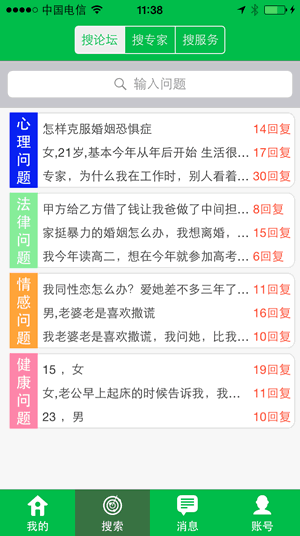 中国电信 11:38
搜论坛 搜专家 搜服务
输入问题
心理问题
怎样克服婚姻恐惧症 14回复
女,21岁,基本今年从年后开始 生活很... 17回复
专家，为什么我在工作时，别人看着... 30回复
法律问题
甲方给乙方借了钱让我爸做了中间担... 8回复
家挺暴力的婚姻怎么办，我想离婚，... 15回复
我今年读高二，想在今年就参加高考... 6回复
情感问题
我同性恋怎么办？爱她差不多三年了... 11回复
男,老婆老是喜欢撒谎 16回复
我老婆老是喜欢撒谎，我问她，比我... 10回复
健康问题
15 ，女 19回复
女,老公早上起床的时候告诉我，我... 11回复
23 ，男 10回复
我的 搜索 消息 账号